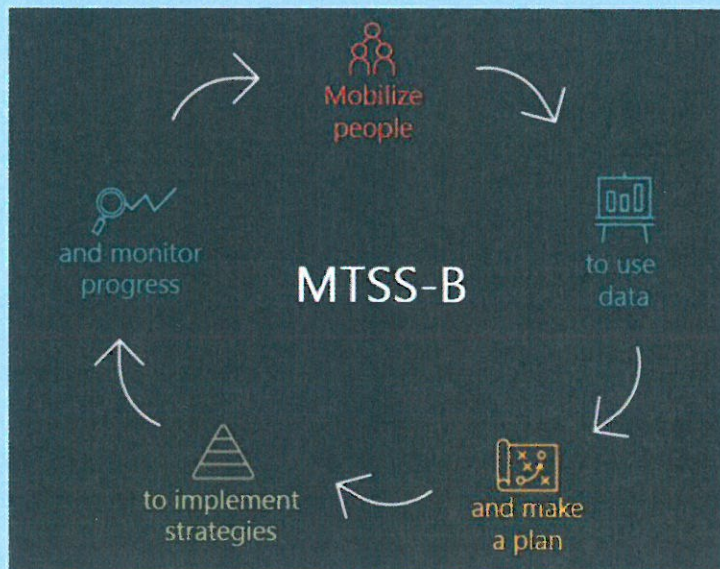 Mobilize
people
to use
data
and make
a plan
to implement
strategies
and monitor
progress
MTSS-B